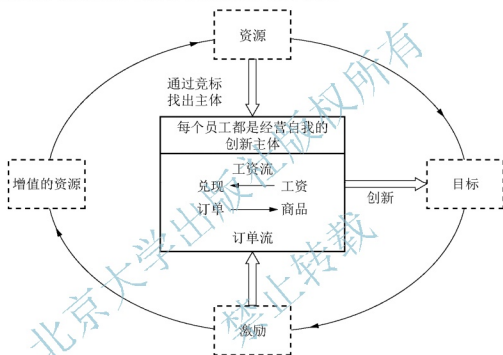 资源
通过竞标
找出主体
每个员工都是经营自我的
创新主体
工资流
兑现 工资
订单 商品
订单流
增值的资源
创新
目标
激励
北京大学出版社版权所有
禁止转载